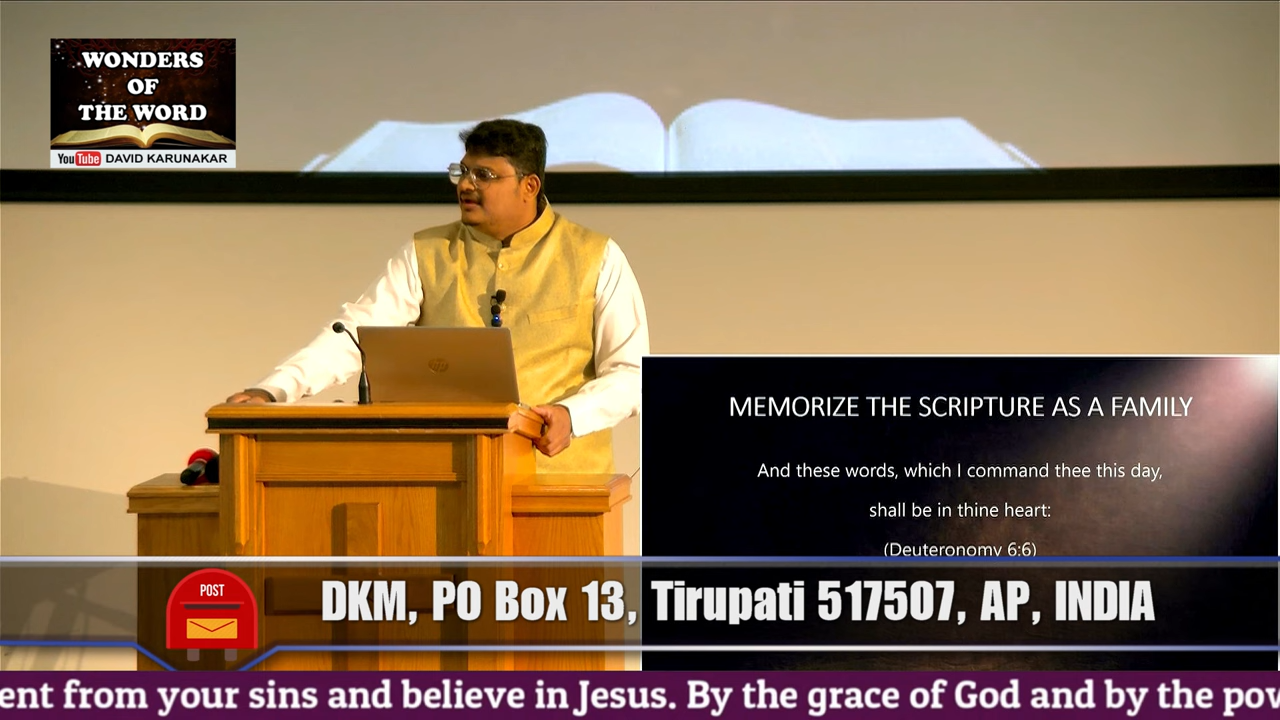 WONDERS
OF
THE WORD
YouTube DAVID KARUNAKAR
hp
MEMORIZE THE SCRIPTURE AS A FAMILY
And these words, which I command thee this day,
shall be in thine heart:
(Deuteronomy 6:6)
POST
DKM, PO Box 13, Tirupati 517507, AP, INDIA
ent from your sins and believe in Jesus. By the grace of God and by the pov